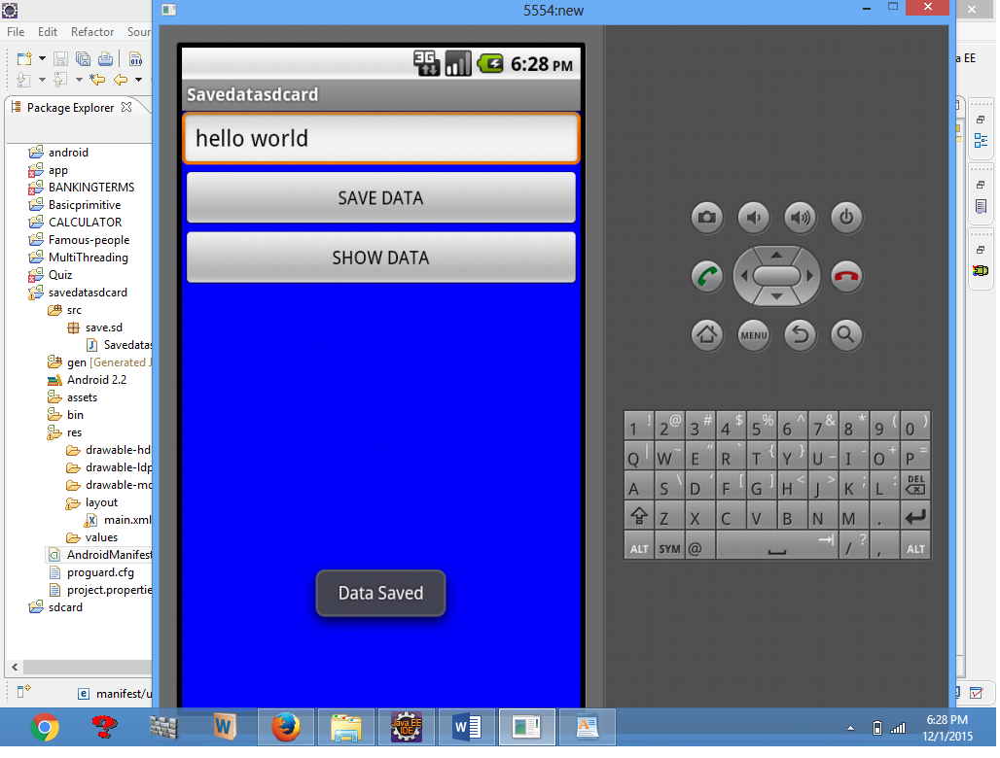 5554:new
File Edit Refactor Sour
a EE
Package Explorer
android
app
BANKINGTERMS
Basicprimitive
CALCULATOR
Famous-people
MultiThreading
Quiz
savedatasdcard
src
save.sd
Savedatas
gen [Generated J
Android 2.2
assets
bin
res
drawable-hd
drawable-ldp
drawable-mc
layout
main.xml
values
AndroidManifest
proguard.cfg
project.propertie
sdcard
manifest/u
3G 6:28 PM
Savedatasdcard
hello world
SAVE DATA
SHOW DATA
Data Saved
MENU
1 ! 2 @ 3 # 4 $ 5 % 6 ^ 7 & 8 * 9 ( 0 )
Q | W ~ E “ R ` T { Y } U _ I - O + P =
A S \ D ‘ F [ G ] H < J > K ; L : DEL
Z X C V B N M .
ALT SYM @ / ? , ALT
W Java EE IDE W A
6:28 PM
12/1/2015